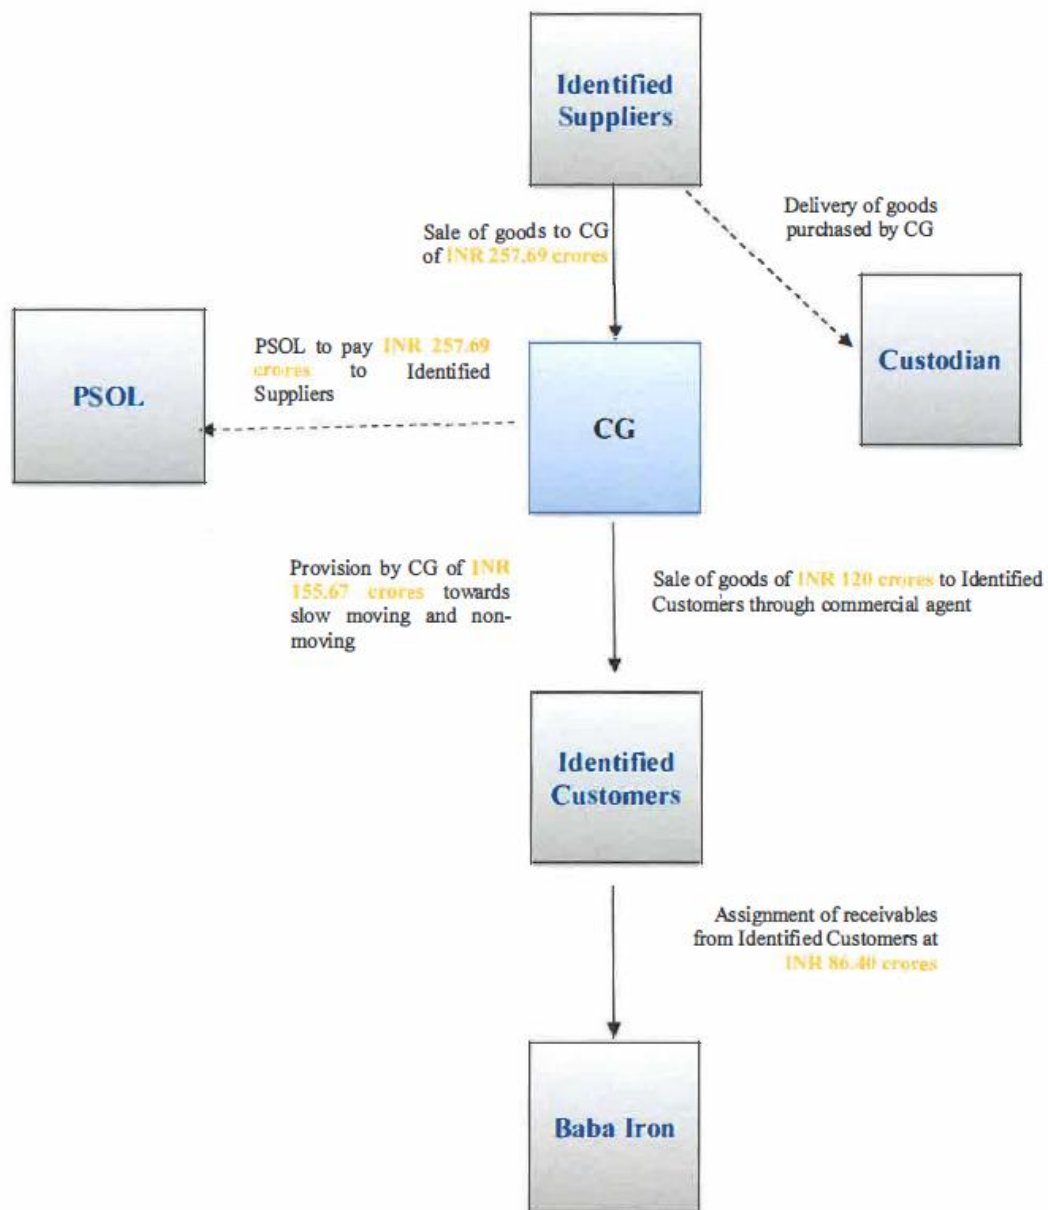 Identified
Suppliers
Sale of goods to CG
of INR 257.69 crores
Delivery of goods
purchased by CG
PSOL
PSOL to pay INR 257.69
crores to Identified
Suppliers
CG
Custodian
Provision by CG of INR
155.67 crores towards
slow moving and non-
moving
Sale of goods of INR 120 crores to Identified
Customers through commercial agent
Identified
Customers
Assignment of receivables
from Identified Customers at
INR 86.40 crores
Baba Iron